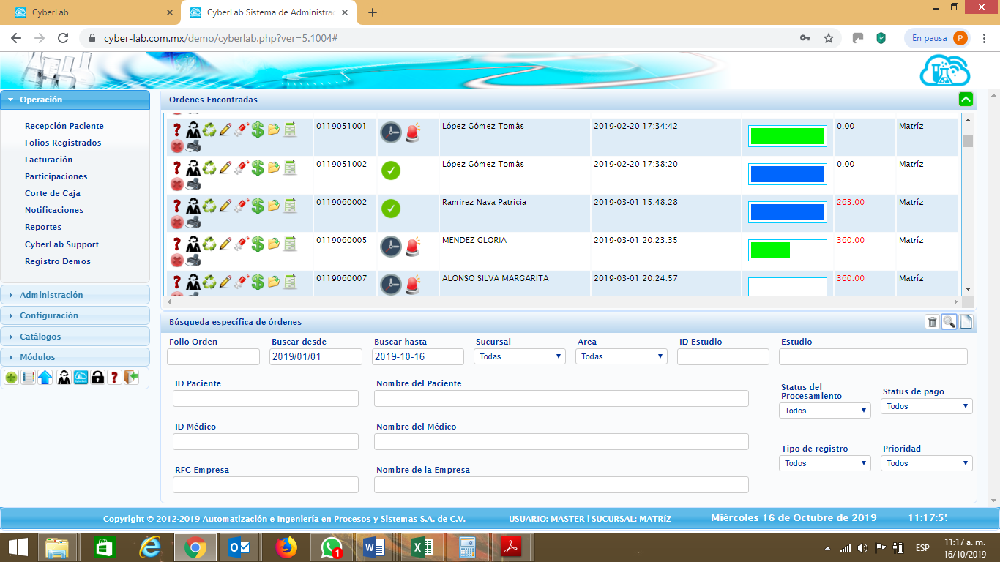 CyberLab
CyberLab Sistema de Administrac
cyber-lab.com.mx/demo/cyberlab.php?ver=5.1004#
En pausa
P
Operación
Recepción Paciente
Folios Registrados
Facturación
Participaciones
Corte de Caja
Notificaciones
Reportes
CyberLab Support
Registro Demos
Administración
Configuración
Catálogos
Módulos
Ordenes Encontradas
0119051001 López Gómez Tomás 2019-02-20 17:34:42 0.00 Matríz
0119051002 López Gómez Tomás 2019-02-20 17:38:20 0.00 Matríz
0119060002 Ramirez Nava Patricia 2019-03-01 15:48:28 263.00 Matríz
0119060005 MENDEZ GLORIA 2019-03-01 20:23:35 360.00 Matríz
0119060007 ALONSO SILVA MARGARITA 2019-03-01 20:24:57 360.00 Matríz
Búsqueda específica de órdenes
Folio Orden Buscar desde Buscar hasta Sucursal Area ID Estudio Estudio
2019/01/01 2019-10-16 Todas Todas
ID Paciente Nombre del Paciente
Status del Procesamiento Status de pago
Todos Todos
ID Médico Nombre del Médico
Tipo de registro Prioridad
Todos Todos
RFC Empresa Nombre de la Empresa
Copyright © 2012-2019 Automatización e Ingeniería en Procesos y Sistemas S.A. de C.V. USUARIO: MASTER | SUCURSAL: MATRÍZ Miércoles 16 de Octubre de 2019 11:17:55
1
ESP
11:17 a. m.
16/10/2019